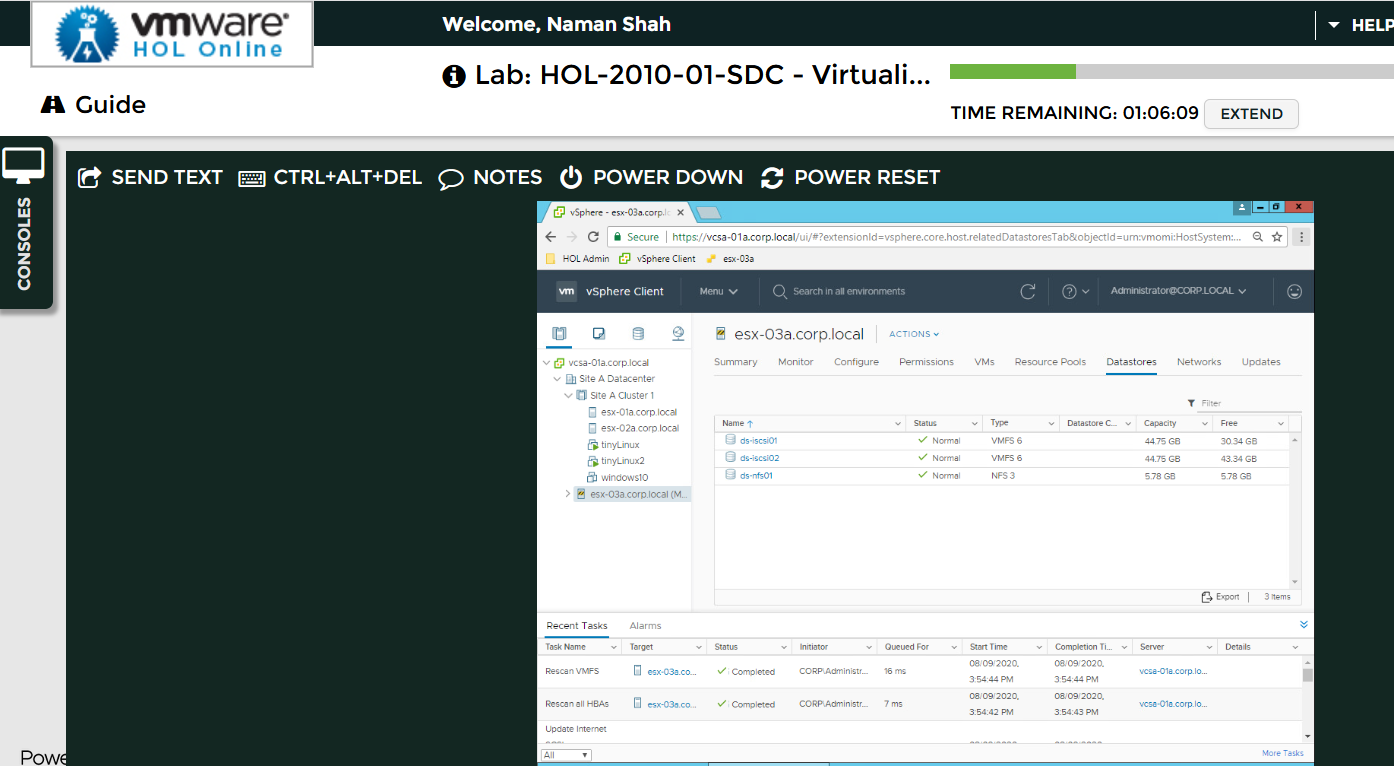 vmware®
HOL Online
Welcome, Naman Shah
HELP
Guide
Lab: HOL-2010-01-SDC - Virtuali...
TIME REMAINING: 01:06:09 EXTEND
CONSOLES
SEND TEXT CTRL+ALT+DEL NOTES POWER DOWN POWER RESET
vSphere - esx-03a.corp.lo
Secure https://vcsa-01a.corp.local/ui/#?extensionId=vsphere.core.host.relatedDatastoresTab&objectId=urn:vmomi:HostSystem:...
HOL Admin vSphere Client esx-03a
vm vSphere Client Menu Search in all environments Administrator@CORP.LOCAL
vcsa-01a.corp.local
Site A Datacenter
Site A Cluster 1
esx-01a.corp.local
esx-02a.corp.local
tinyLinux
tinyLinux2
windows10
esx-03a.corp.local (M...
esx-03a.corp.local ACTIONS
Summary Monitor Configure Permissions VMs Resource Pools Datastores Networks Updates
Filter
Name Status Type Datastore C... Capacity Free
ds-iscsi01 Normal VMFS 6 44.75 GB 30.34 GB
ds-iscsi02 Normal VMFS 6 44.75 GB 43.34 GB
ds-nfs01 Normal NFS 3 5.78 GB 5.78 GB
Export 3 items
Recent Tasks Alarms
Task Name Target Status Initiator Queued For Start Time Completion Ti... Server Details
Rescan VMFS esx-03a.co... Completed CORP\Administr... 16 ms 08/09/2020, 3:54:44 PM 08/09/2020, 3:54:44 PM vcsa-01a.corp.lo...
Rescan all HBAs esx-03a.co... Completed CORP\Administr... 7 ms 08/09/2020, 3:54:42 PM 08/09/2020, 3:54:43 PM vcsa-01a.corp.lo...
Update Internet
All More Tasks
Powe